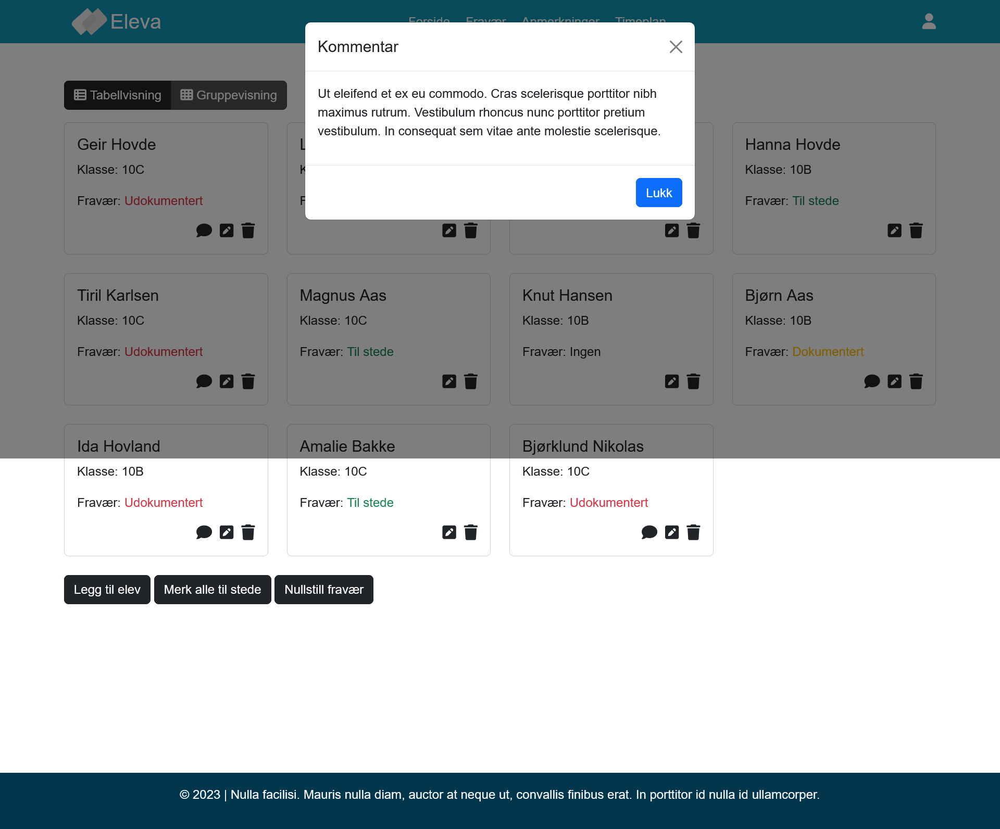 Eleva
Forside Fravær Anmerkninger Timeplan
Kommentar
Ut eleifend et ex eu commodo. Cras scelerisque porttitor nibh
maximus rutrum. Vestibulum rhoncus nunc porttitor pretium
vestibulum. In consequat sem vitae ante molestie scelerisque.
Lukk
Tabellvisning Gruppevisning
Geir Hovde
Klasse: 10C
Fravær: Udokumentert
Hanna Hovde
Klasse: 10B
Fravær: Til stede
Tiril Karlsen
Klasse: 10C
Fravær: Udokumentert
Magnus Aas
Klasse: 10C
Fravær: Til stede
Knut Hansen
Klasse: 10B
Fravær: Ingen
Bjørn Aas
Klasse: 10B
Fravær: Dokumentert
Ida Hovland
Klasse: 10B
Fravær: Udokumentert
Amalie Bakke
Klasse: 10C
Fravær: Til stede
Bjørklund Nikolas
Klasse: 10C
Fravær: Udokumentert
Legg til elev Merk alle til stede Nullstill fravær
© 2023 | Nulla facilisi. Mauris nulla diam, auctor at neque ut, convallis finibus erat. In porttitor id nulla id ullamcorper.